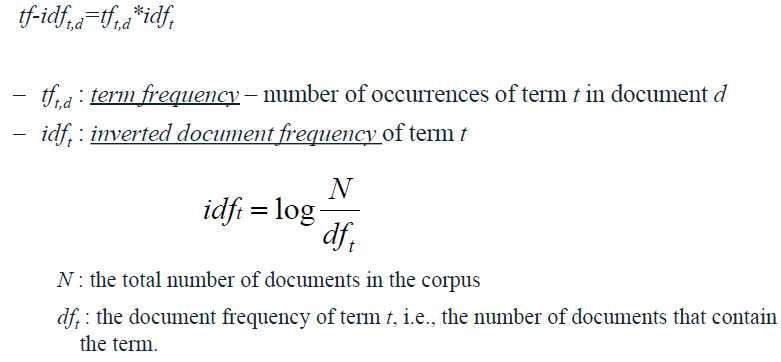 tf-idf_{t,d}=tf_{t,d}*idf_t
– tf_{t,d} : term frequency – number of occurrences of term t in document d
– idf_t : inverted document frequency of term t
idf_t = log \frac{N}{df_t}
N : the total number of documents in the corpus
df_t : the document frequency of term t, i.e., the number of documents that contain
the term.